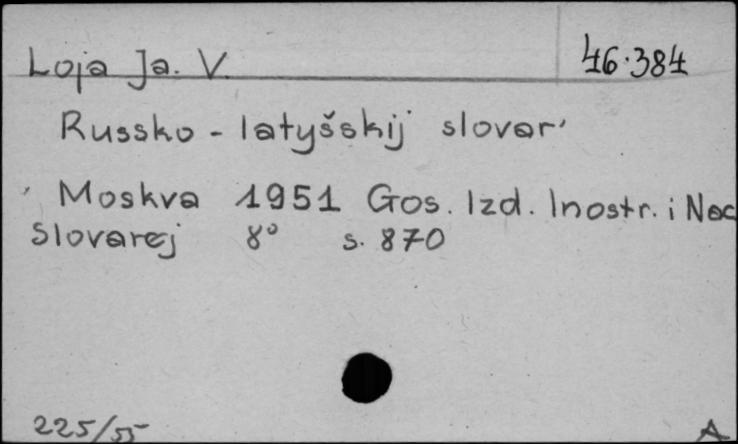 Loja Ja. V. 46.384
Russko - latyšskij slovar'
Moskva 1951 Gos. Izd. Inostr. i Nac
Slovarej 8° s. 870
225/55 A